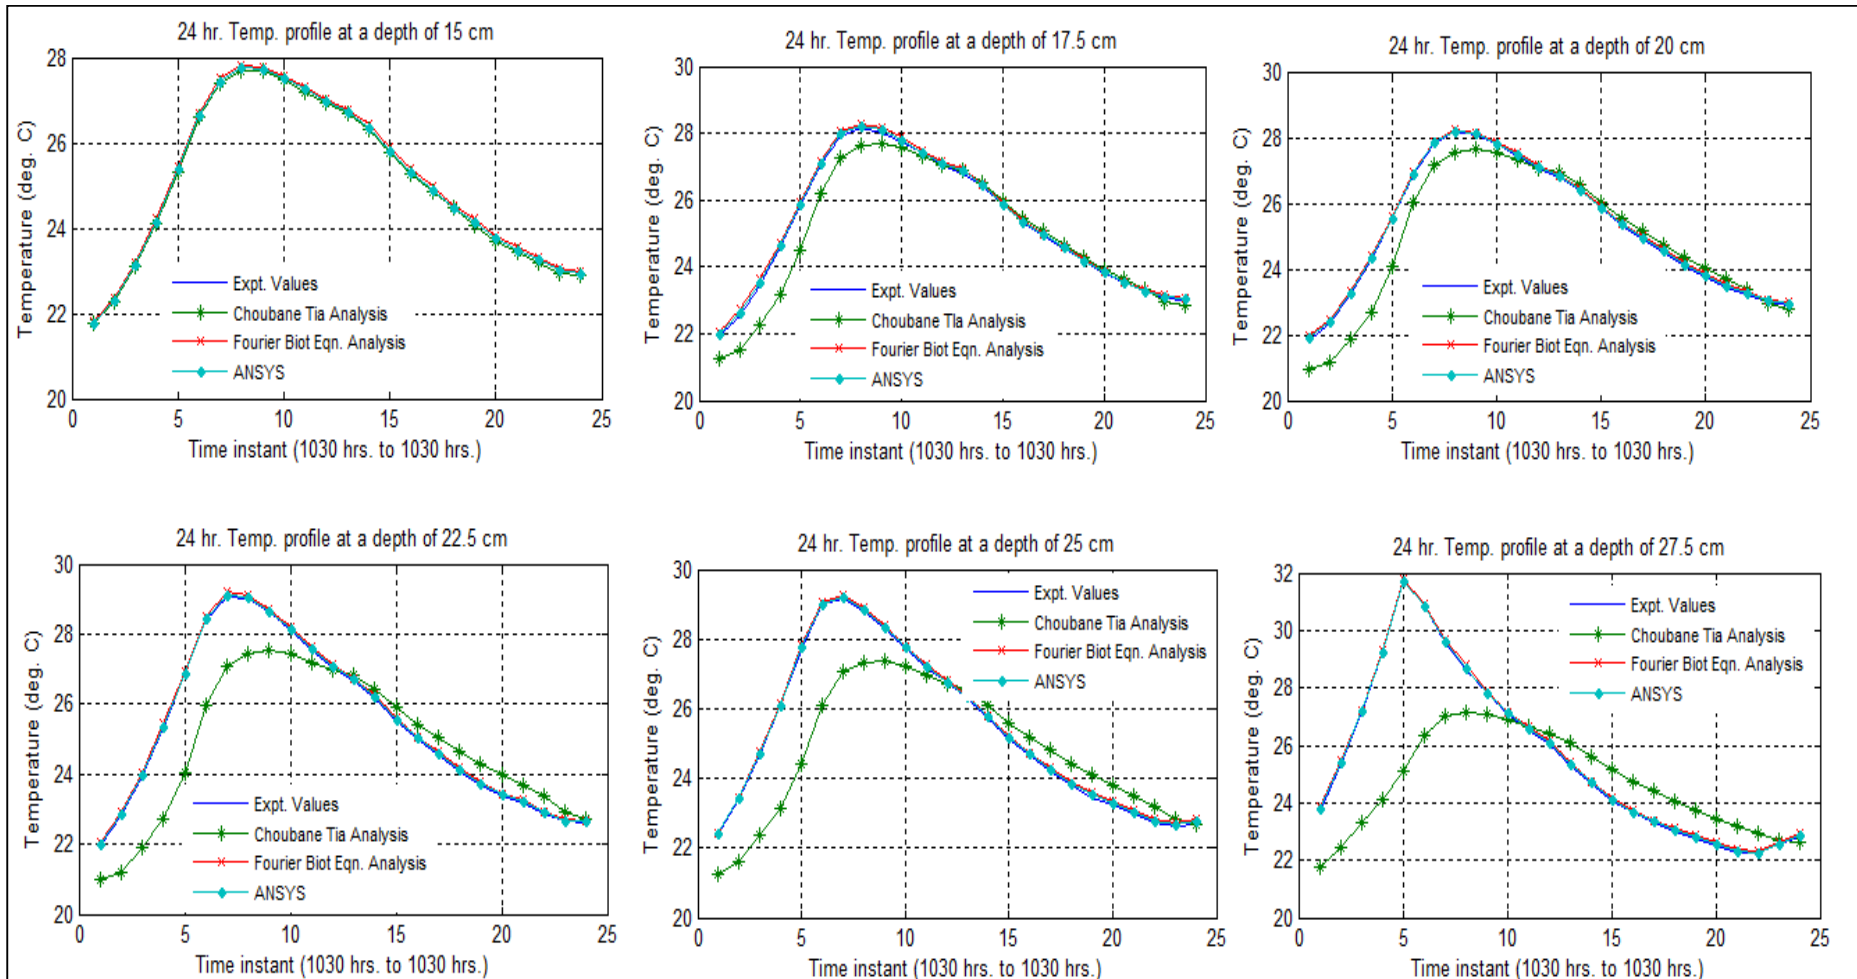 24 hr. Temp. profile at a depth of 15 cm
28
26
24
22
20
Temperature (deg. C)
Expt. Values
Choubane Tia Analysis
Fourier Biot Eqn. Analysis
ANSYS
0 5 10 15 20 25
Time instant (1030 hrs. to 1030 hrs.)
24 hr. Temp. profile at a depth of 17.5 cm
30
28
26
24
22
20
Temperature (deg. C)
Expt. Values
Choubane Tia Analysis
Fourier Biot Eqn. Analysis
ANSYS
0 5 10 15 20 25
Time instant (1030 hrs. to 1030 hrs.)
24 hr. Temp. profile at a depth of 20 cm
30
28
26
24
22
20
Temperature (deg. C)
Expt. Values
Choubane Tia Analysis
Fourier Biot Eqn. Analysis
ANSYS
0 5 10 15 20 25
Time instant (1030 hrs. to 1030 hrs.)
24 hr. Temp. profile at a depth of 22.5 cm
30
28
26
24
22
20
Temperature (deg. C)
Expt. Values
Choubane Tia Analysis
Fourier Biot Eqn. Analysis
ANSYS
0 5 10 15 20 25
Time instant (1030 hrs. to 1030 hrs.)
24 hr. Temp. profile at a depth of 25 cm
30
28
26
24
22
20
Temperature (deg. C)
Expt. Values
Choubane Tia Analysis
Fourier Biot Eqn. Analysis
ANSYS
0 5 10 15 20 25
Time instant (1030 hrs. to 1030 hrs.)
24 hr. Temp. profile at a depth of 27.5 cm
32
30
28
26
24
22
20
Temperature (deg. C)
Expt. Values
Choubane Tia Analysis
Fourier Biot Eqn. Analysis
ANSYS
0 5 10 15 20 25
Time instant (1030 hrs. to 1030 hrs.)